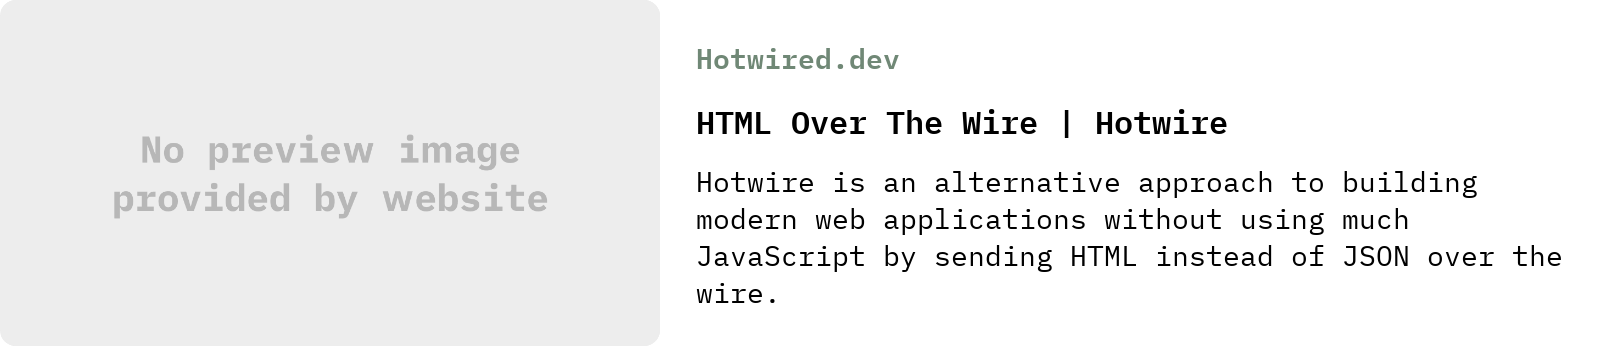 No preview image
provided by website
Hotwired.dev
HTML Over The Wire | Hotwire
Hotwire is an alternative approach to building
modern web applications without using much
JavaScript by sending HTML instead of JSON over the
wire.